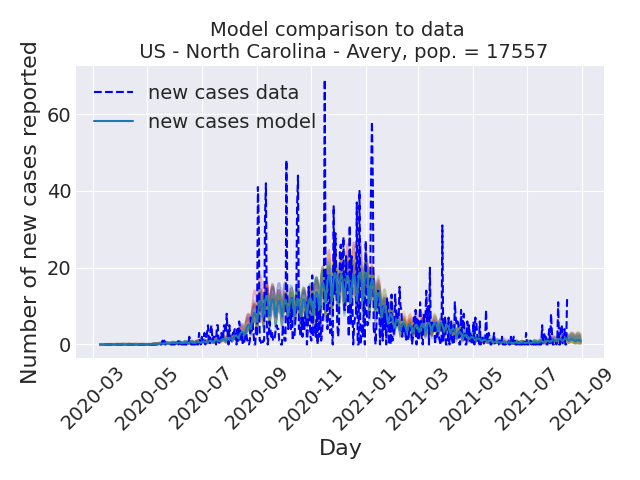 Model comparison to data
US - North Carolina - Avery, pop. = 17557
Number of new cases reported
60
40
20
0
new cases data
new cases model
2020-03
2020-05
2020-07
2020-09
2020-11
2021-01
2021-03
2021-05
2021-07
2021-09
Day